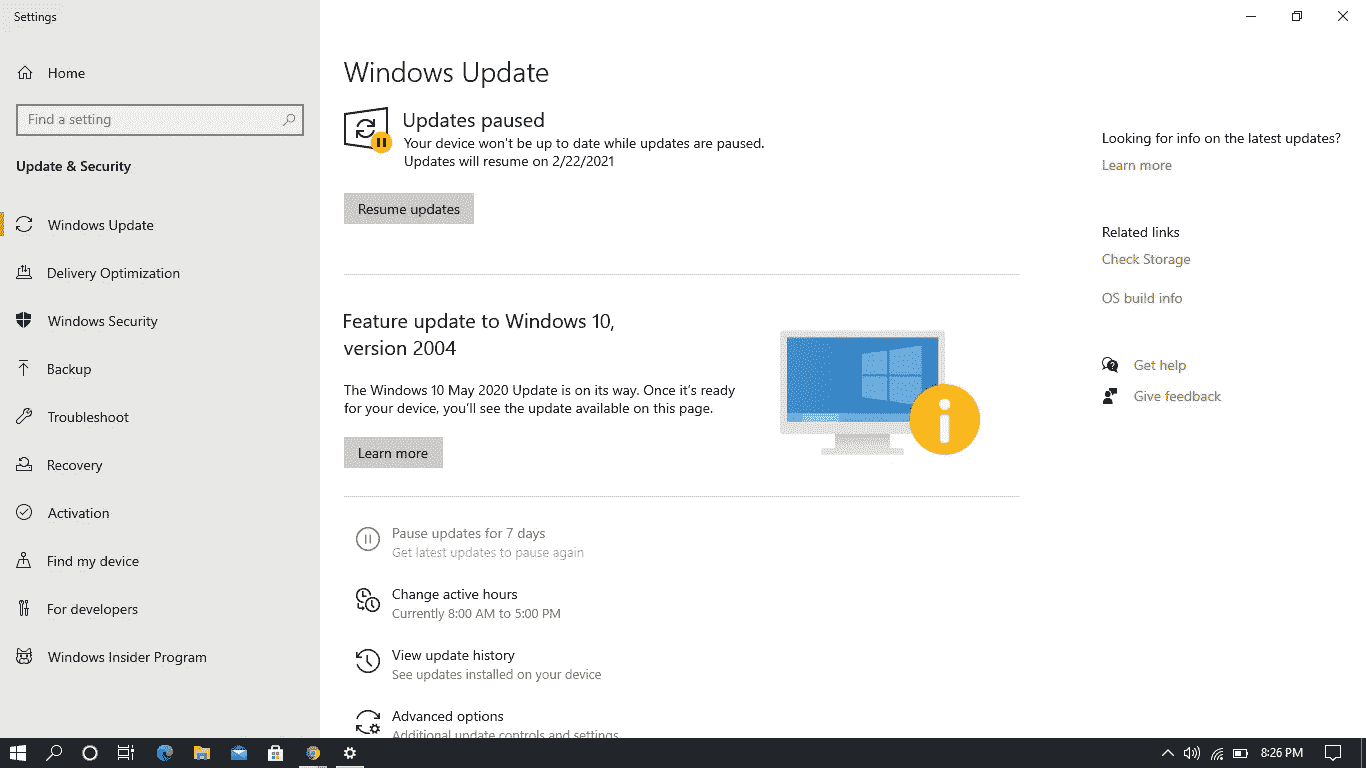 Settings
Home
Find a setting
Update & Security
Windows Update
Delivery Optimization
Windows Security
Backup
Troubleshoot
Recovery
Activation
Find my device
For developers
Windows Insider Program
Windows Update
Updates paused
Your device won't be up to date while updates are paused.
Updates will resume on 2/22/2021
Resume updates
Feature update to Windows 10,
version 2004
The Windows 10 May 2020 Update is on its way. Once it's ready
for your device, you'll see the update available on this page.
Learn more
Pause updates for 7 days
Get latest updates to pause again
Change active hours
Currently 8:00 AM to 5:00 PM
View update history
See updates installed on your device
Advanced options
Additional update controls and settings
Looking for info on the latest updates?
Learn more
Related links
Check Storage
OS build info
Get help
Give feedback
8:26 PM